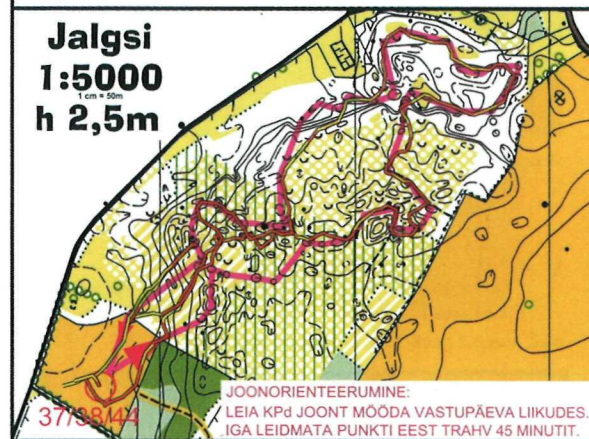 Jalgsi
1:5000
1 cm = 50m
h 2,5m
37/38/44
JOONORIENTEERUMINE:
LEIA KPd JOONT MÖÖDA VASTUPÄEVA LIIKUDES.
IGA LEIDMATA PUNKTI EEST TRAHV 45 MINUTIT.